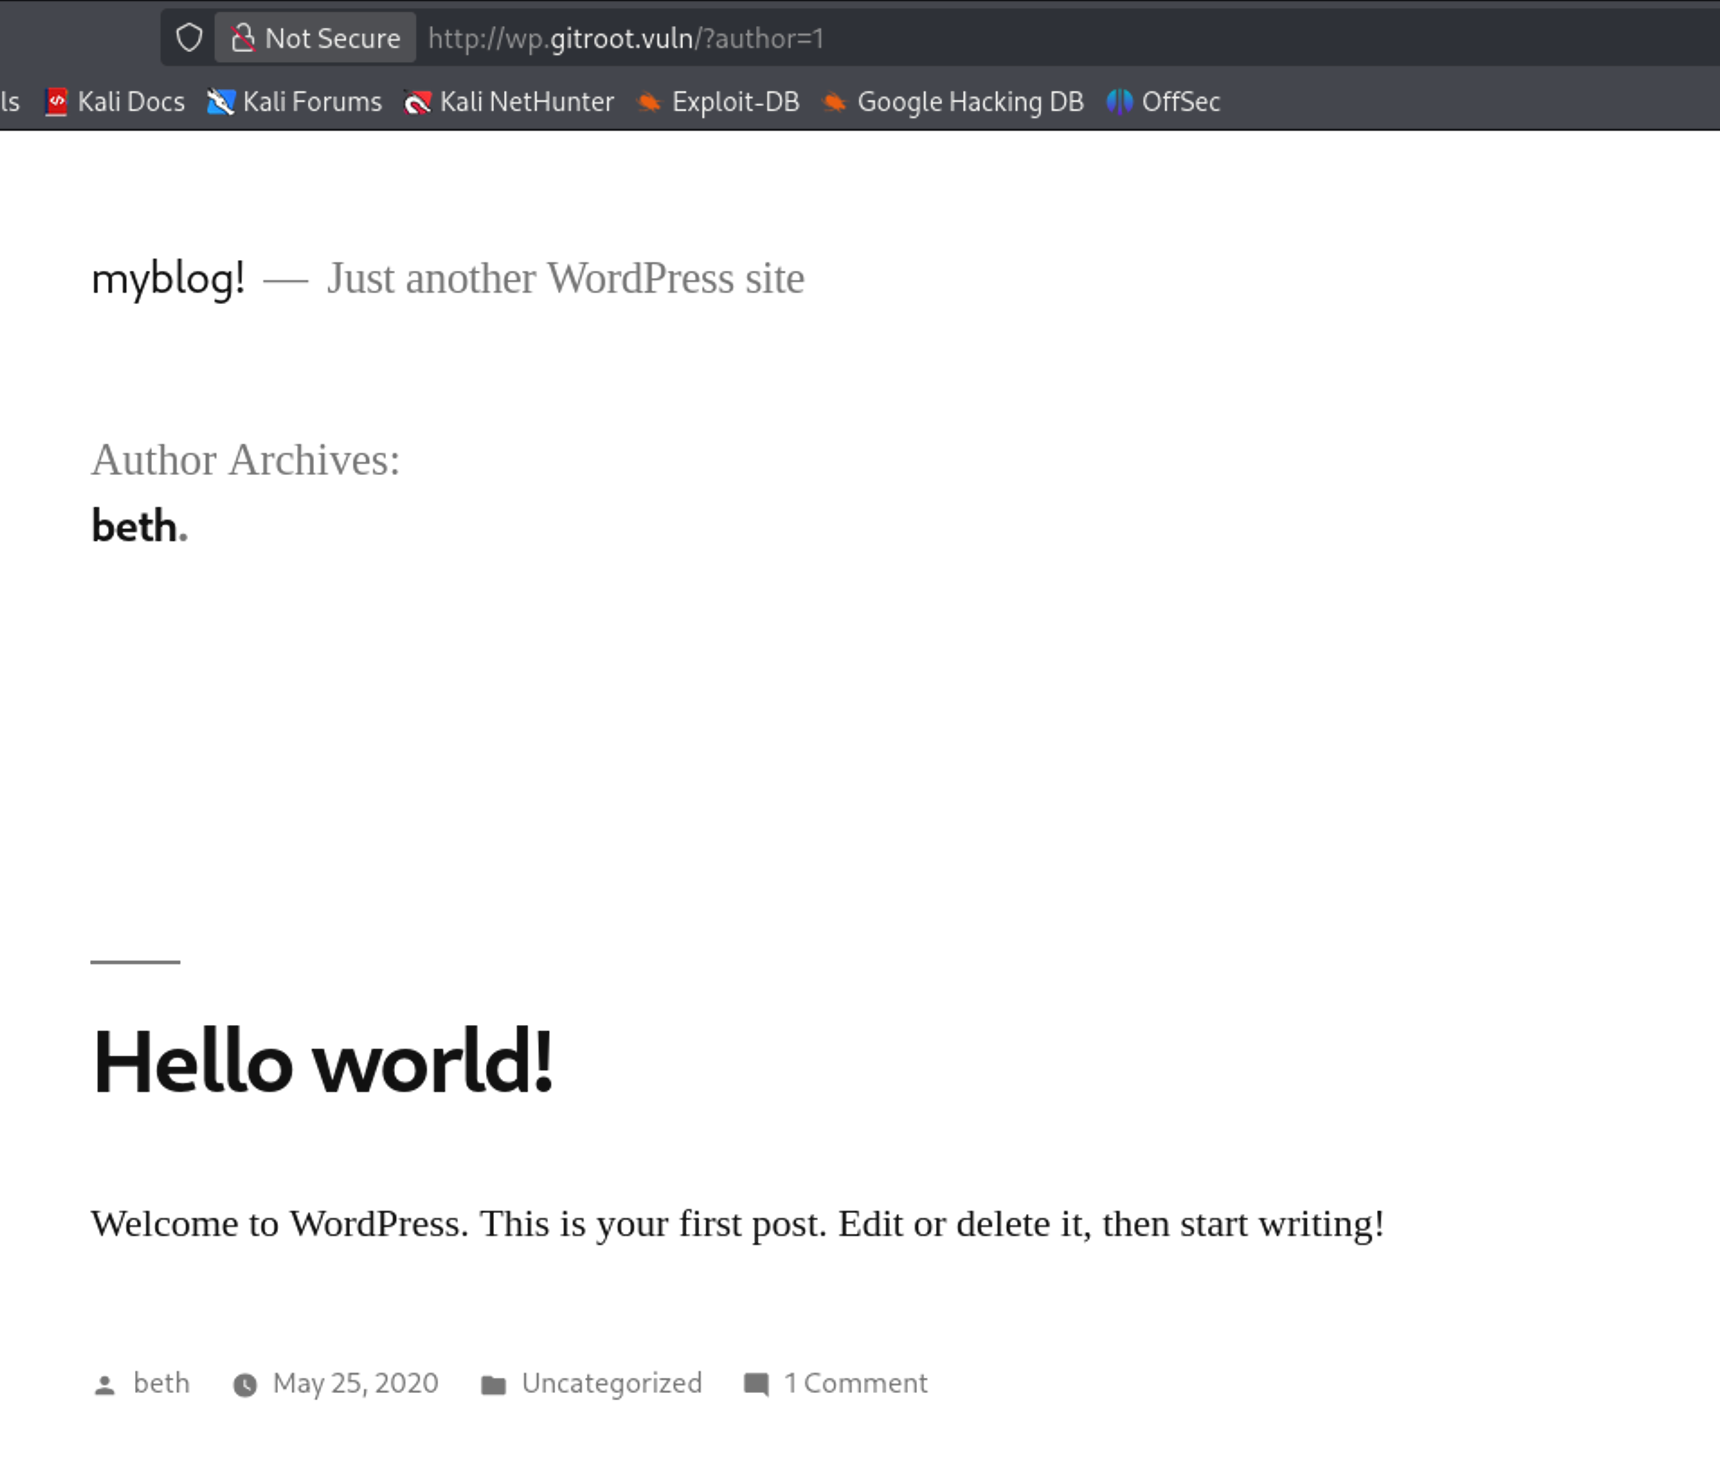 Not Secure http://wp.gitroot.vuln/?author=1
ls Kali Docs Kali Forums Kali NetHunter Exploit-DB Google Hacking DB OffSec
myblog! — Just another WordPress site
Author Archives:
beth.
Hello world!
Welcome to WordPress. This is your first post. Edit or delete it, then start writing!
beth May 25, 2020 Uncategorized 1 Comment